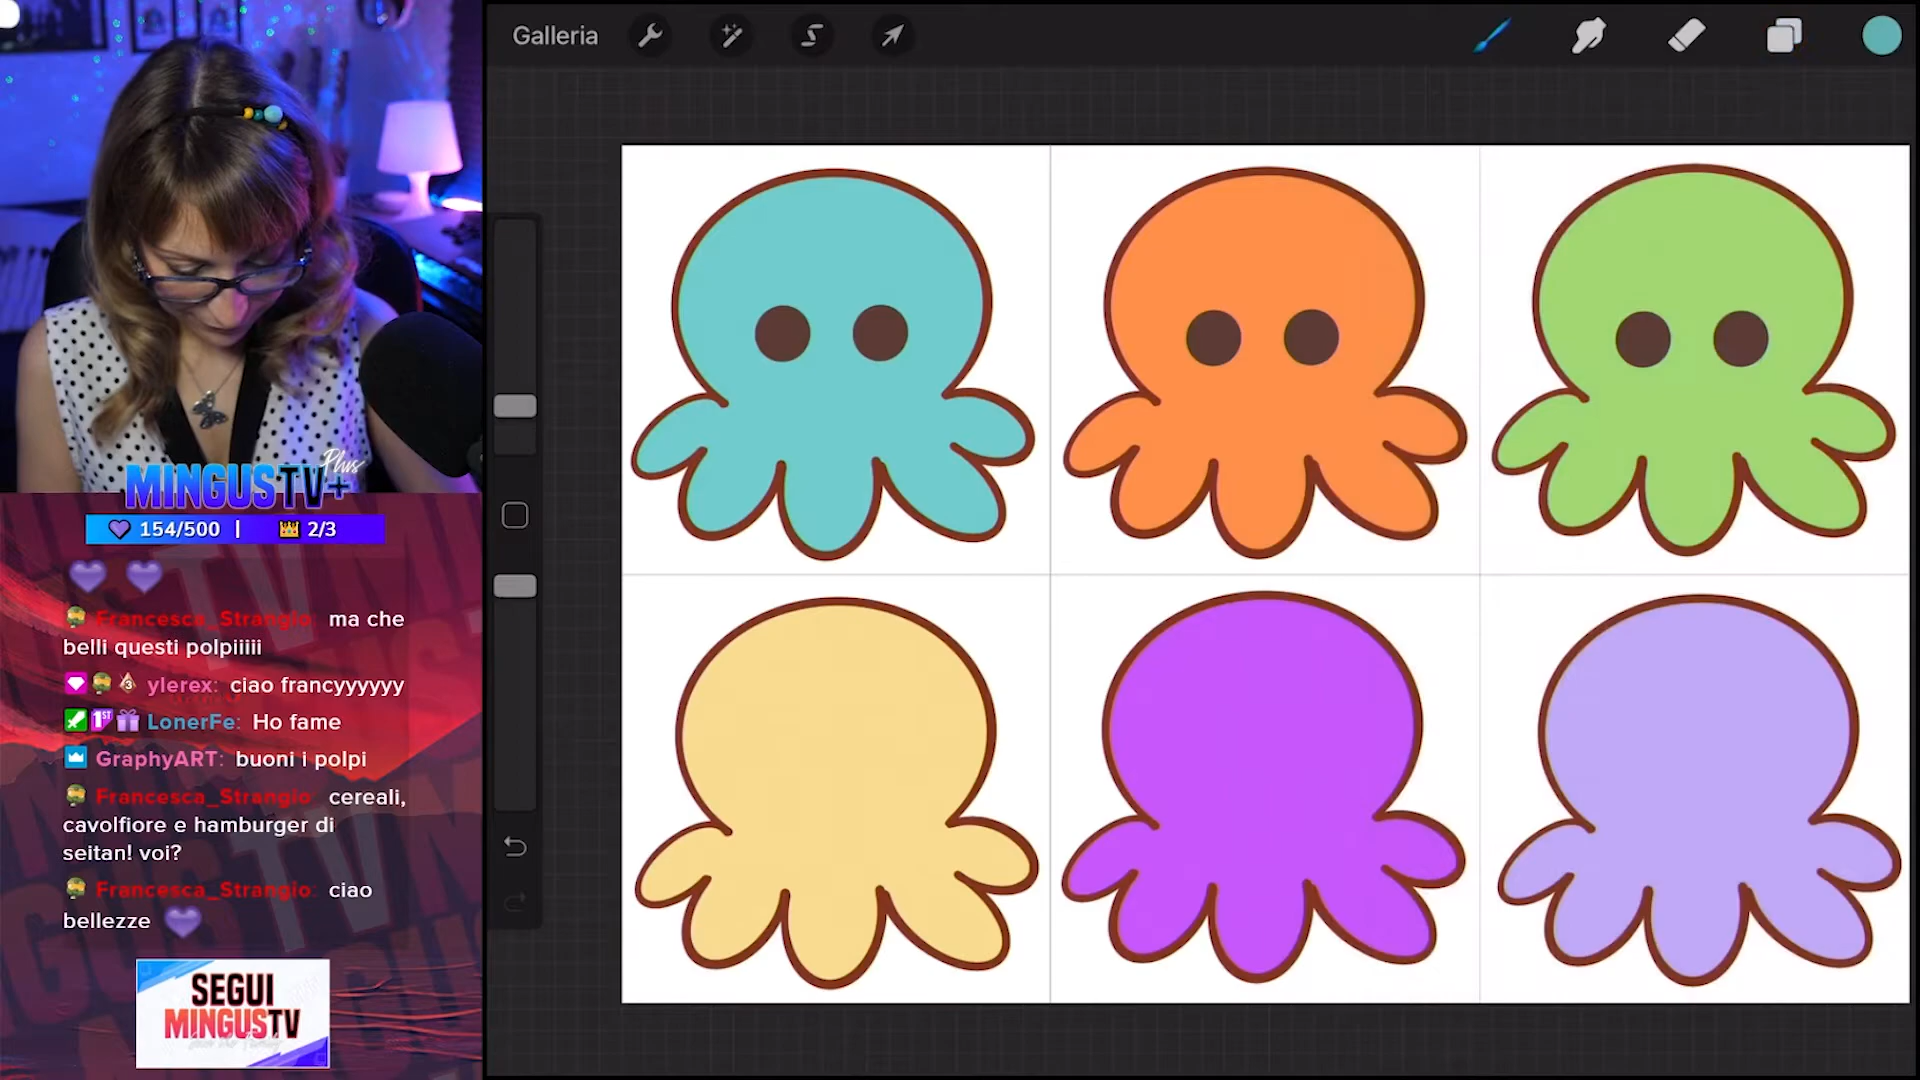 Galleria
MINGUSTV+
Plus
154/500 | 2/3
Francesca_Strangio: ma che
belli questi polpiiiii
ylerex: ciao francyyyyyy
1ST LonerFe: Ho fame
GraphyART: buoni i polpi
Francesca_Strangio: cereali,
cavolfiore e hamburger di
seitan! voi?
Francesca_Strangio: ciao
bellezze
SEGUI
MINGUSTV